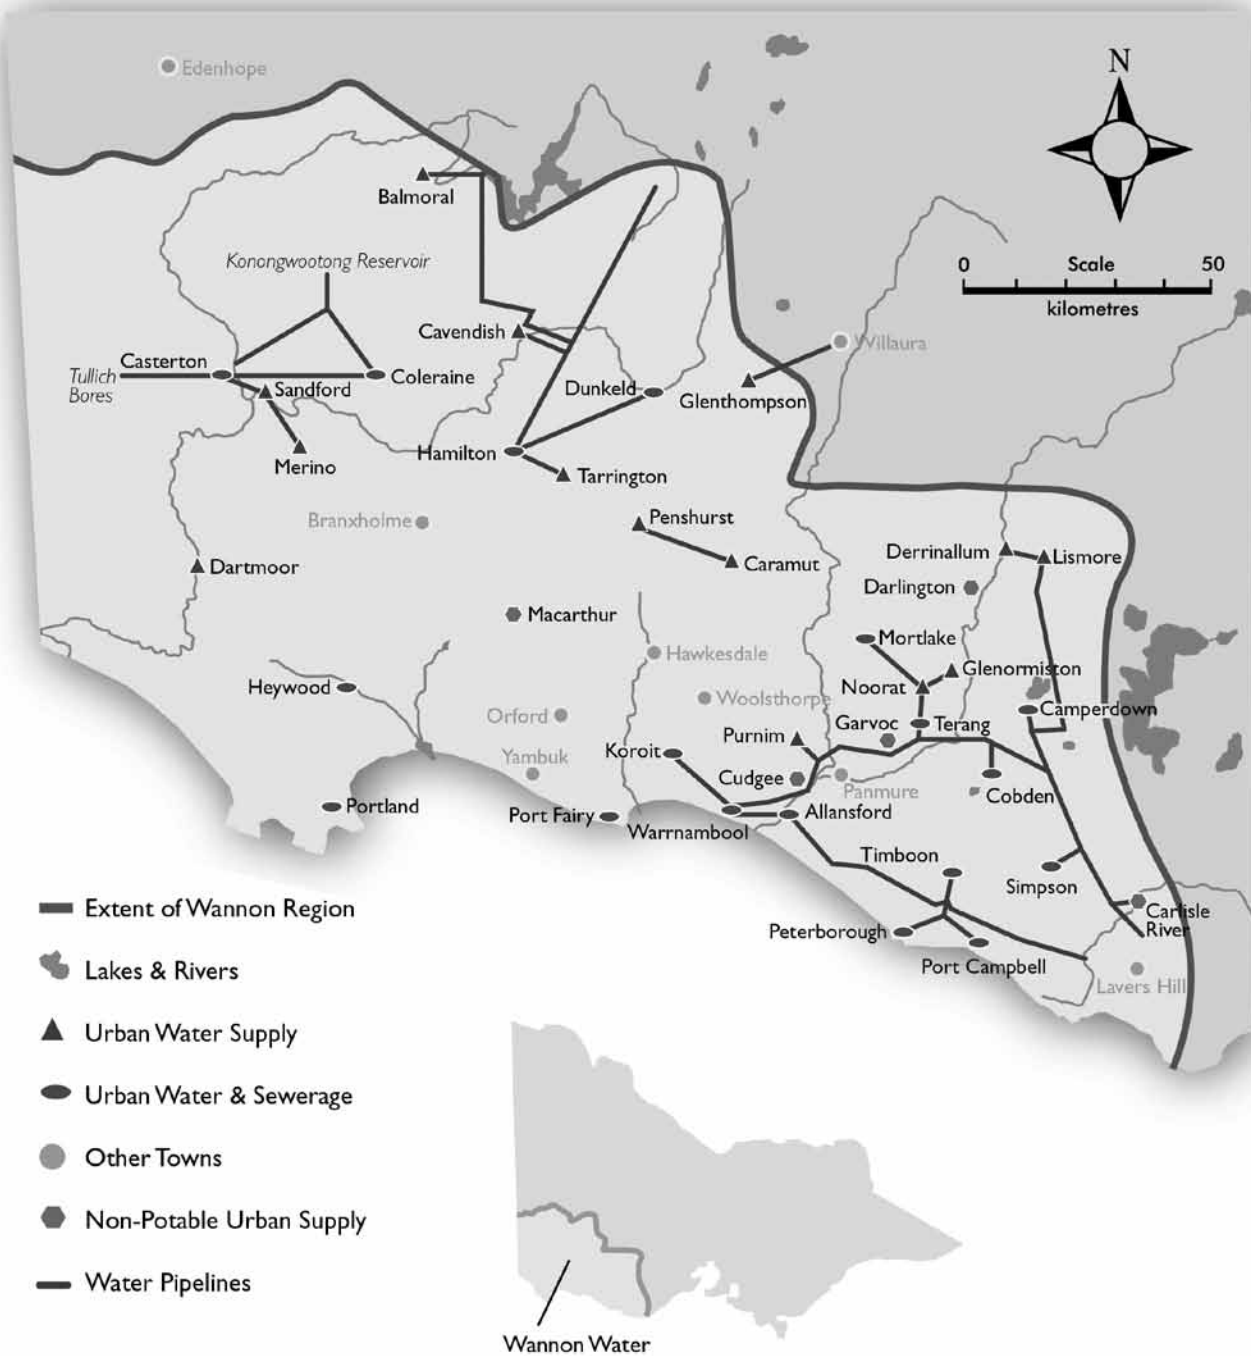 Edenhope
N
Balmoral
Konongwootong Reservoir
0 Scale 50
kilometres
Cavendish
Willaura
Casterton
Tullich
Bores
Sandford
Coleraine
Dunkeld
Glenthompson
Merino
Hamilton
Tarrington
Branxholme
Penshurst
Caramut
Derrinallum
Lismore
Dartmoor
Darlington
Macarthur
Mortlake
Hawkesdale
Glenormiston
Heywood
Noorat
Woolsthorpe
Orford
Garvoc
Terang
Camperdown
Purnim
Koroit
Yambuk
Cudgee
Panmure
Cobden
Portland
Port Fairy
Warrnambool
Allansford
Timboon
Simpson
Extent of Wannon Region
Carlisle
River
Peterborough
Port Campbell
Lakes & Rivers
Lavers Hill
Urban Water Supply
Urban Water & Sewerage
Other Towns
Non-Potable Urban Supply
Water Pipelines
Wannon Water